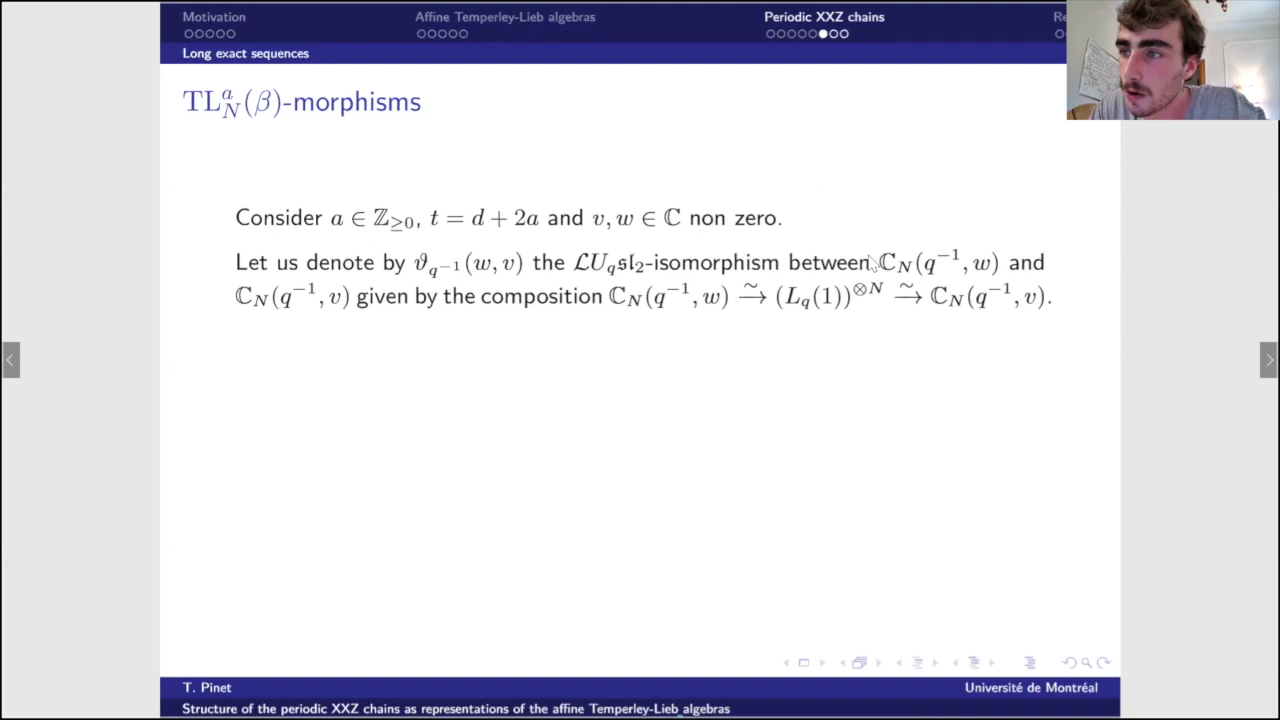 Motivation
Affine Temperley-Lieb algebras
Periodic XXZ chains
Re
Long exact sequences
TL^a_N(β)-morphisms
Consider a ∈ ℤ_{≥0}, t = d + 2a and v, w ∈ ℂ non zero.
Let us denote by ϑ_{q^{-1}}(w, v) the ℒU_q𝔰𝔩_2-isomorphism between ℂ_N(q^{-1}, w) and
ℂ_N(q^{-1}, v) given by the composition ℂ_N(q^{-1}, w) ⥲ (L_q(1))^{⊗N} ⥲ ℂ_N(q^{-1}, v).
T. Pinet
Université de Montréal
Structure of the periodic XXZ chains as representations of the affine Temperley-Lieb algebras